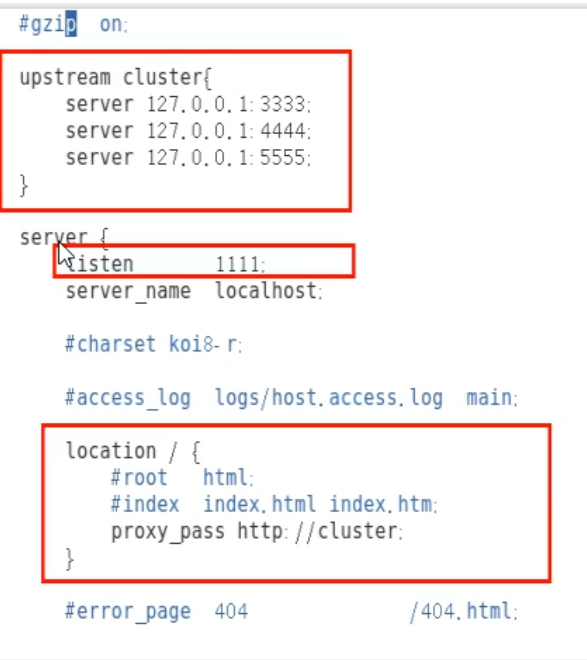 #gzip on;
upstream cluster{
server 127.0.0.1:3333;
server 127.0.0.1:4444;
server 127.0.0.1:5555;
}
server {
listen 1111;
server_name localhost;
#charset koi8-r;
#access_log logs/host.access.log main;
location / {
#root html;
#index index.html index.htm;
proxy_pass http://cluster;
}
#error_page 404 /404.html;